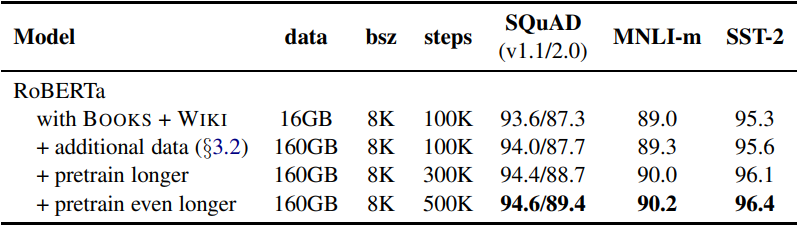 Model data bsz steps SQuAD (v1.1/2.0) MNLI-m SST-2
RoBERTa
with BOOKS + WIKI 16GB 8K 100K 93.6/87.3 89.0 95.3
+ additional data (§3.2) 160GB 8K 100K 94.0/87.7 89.3 95.6
+ pretrain longer 160GB 8K 300K 94.4/88.7 90.0 96.1
+ pretrain even longer 160GB 8K 500K 94.6/89.4 90.2 96.4